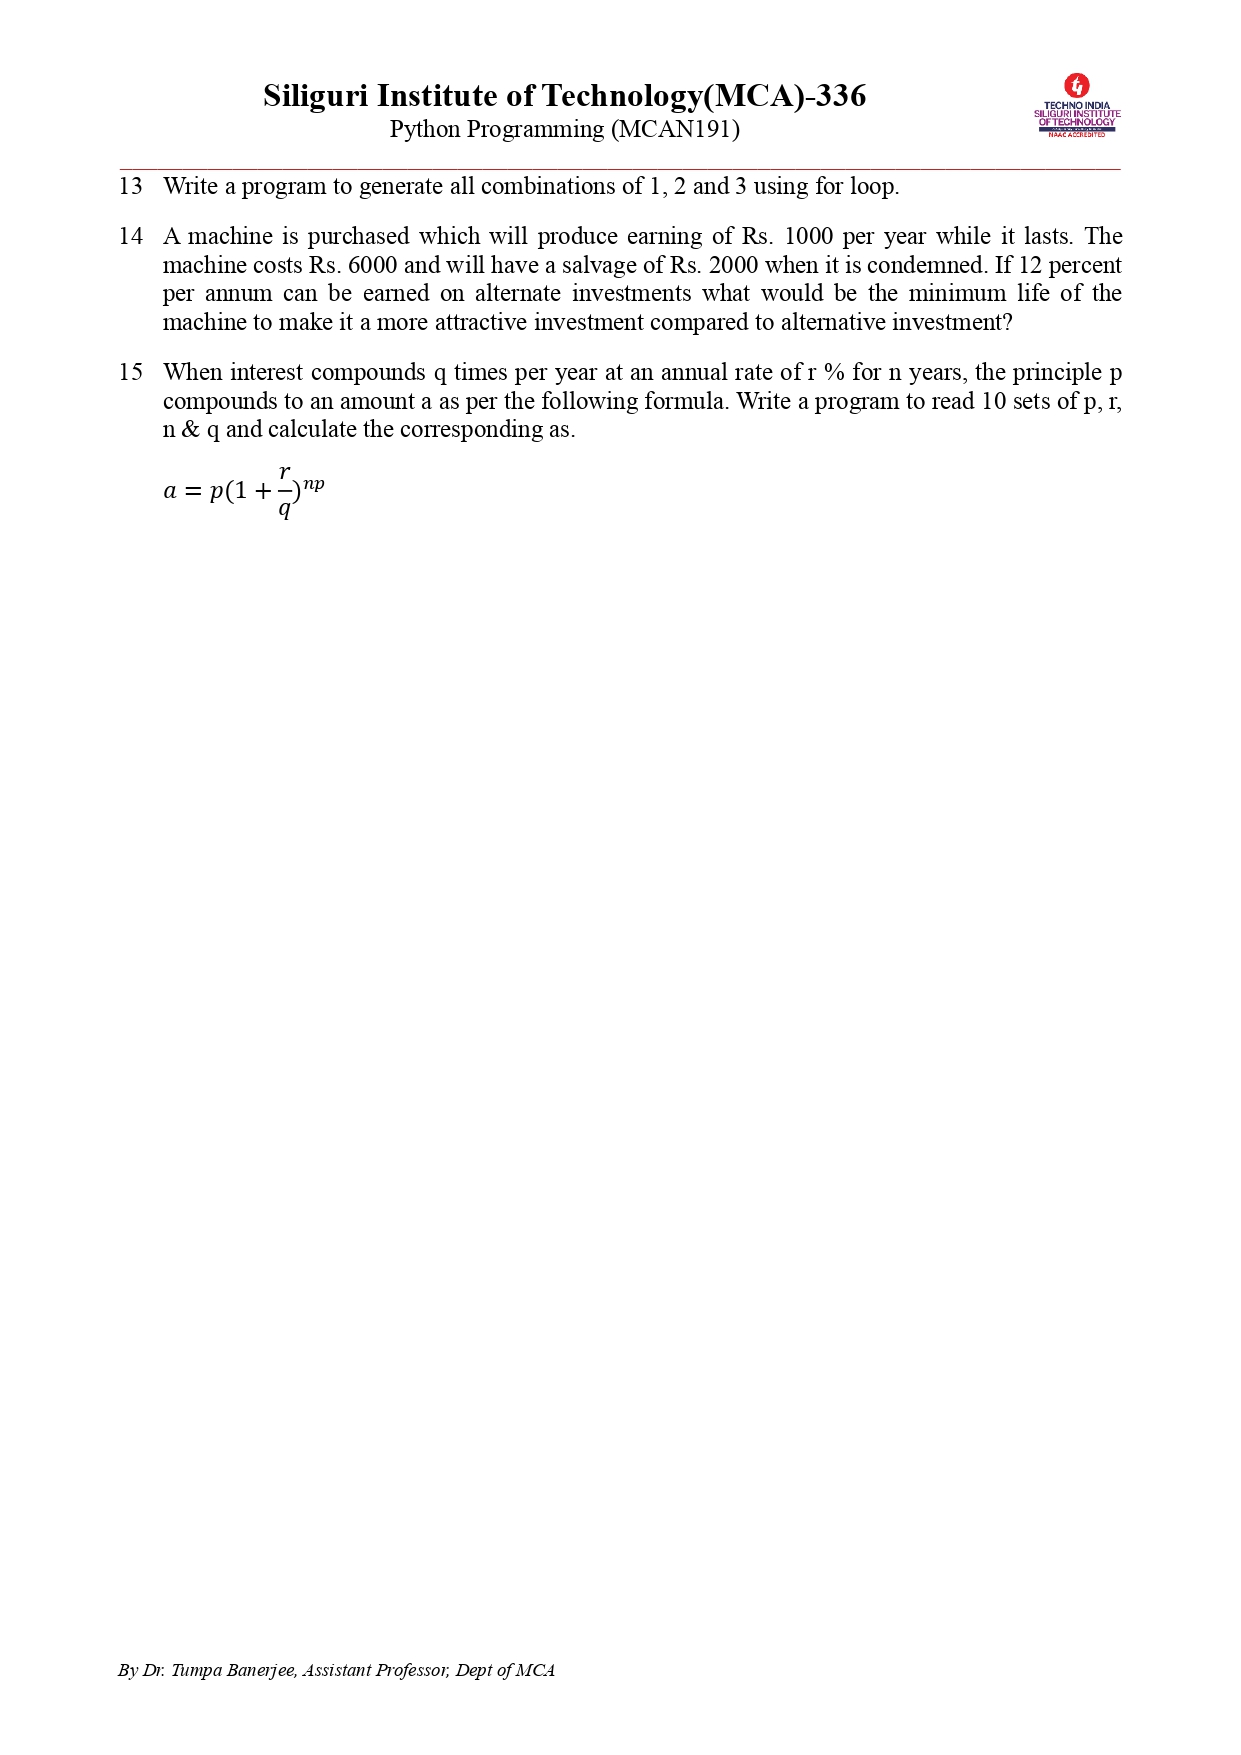 Siliguri Institute of Technology(MCA)-336
Python Programming (MCAN191)
TECHNO INDIA
SILIGURI INSTITUTE
OF TECHNOLOGY
NAAC ACCREDITED
13 Write a program to generate all combinations of 1, 2 and 3 using for loop.
14 A machine is purchased which will produce earning of Rs. 1000 per year while it lasts. The
machine costs Rs. 6000 and will have a salvage of Rs. 2000 when it is condemned. If 12 percent
per annum can be earned on alternate investments what would be the minimum life of the
machine to make it a more attractive investment compared to alternative investment?
15 When interest compounds q times per year at an annual rate of r % for n years, the principle p
compounds to an amount a as per the following formula. Write a program to read 10 sets of p, r,
n & q and calculate the corresponding as.
a = p(1 + r/q)^np
By Dr. Tumpa Banerjee, Assistant Professor, Dept of MCA